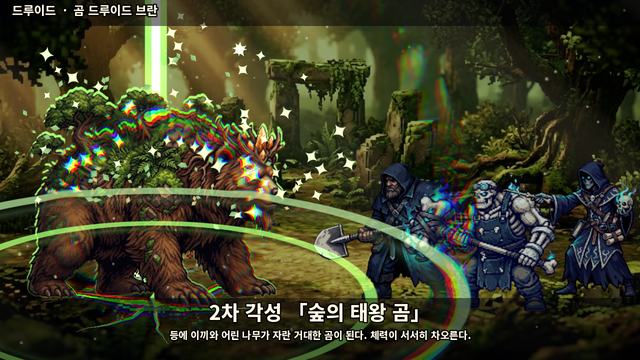 드루이드 · 곰 드루이드 브란
2차 각성 「숲의 태왕 곰」
등에 이끼와 어린 나무가 자란 거대한 곰이 된다. 체력이 서서히 차오른다.